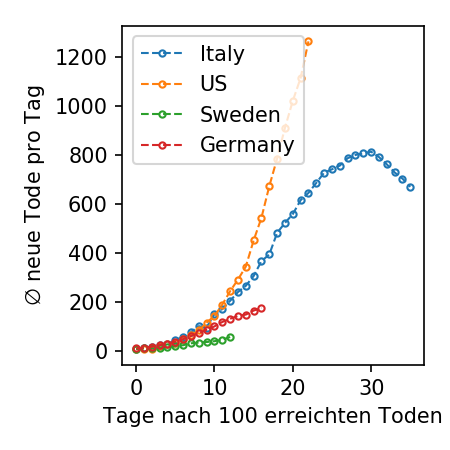 Italy
US
Sweden
Germany
∅ neue Tode pro Tag
1200
1000
800
600
400
200
0
0 10 20 30
Tage nach 100 erreichten Toden